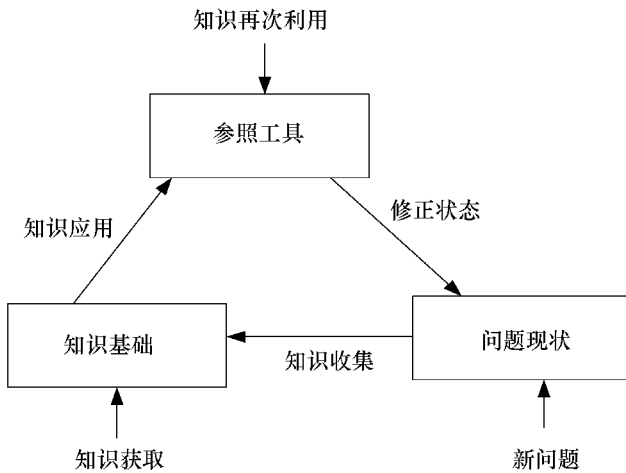 知识再次利用
参照工具
修正状态
知识应用
知识基础
问题现状
知识收集
知识获取
新问题